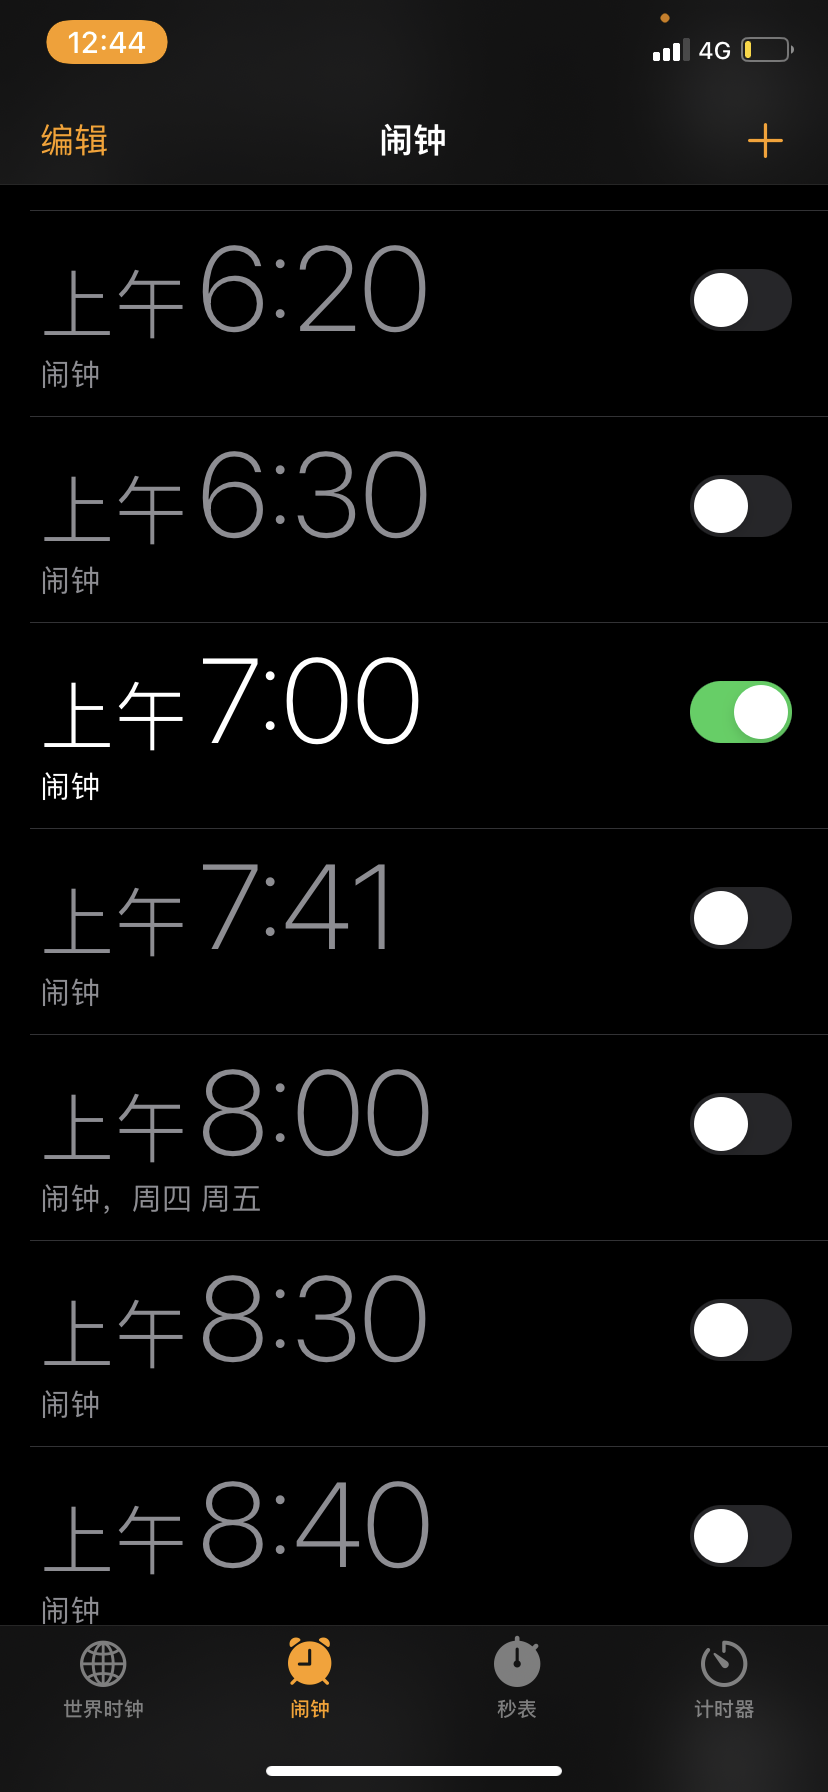 12:44 4G
编辑 闹钟
上午6:20
闹钟
上午6:30
闹钟
上午7:00
闹钟
上午7:41
闹钟
上午8:00
闹钟，周四 周五
上午8:30
闹钟
上午8:40
闹钟
世界时钟 闹钟 秒表 计时器